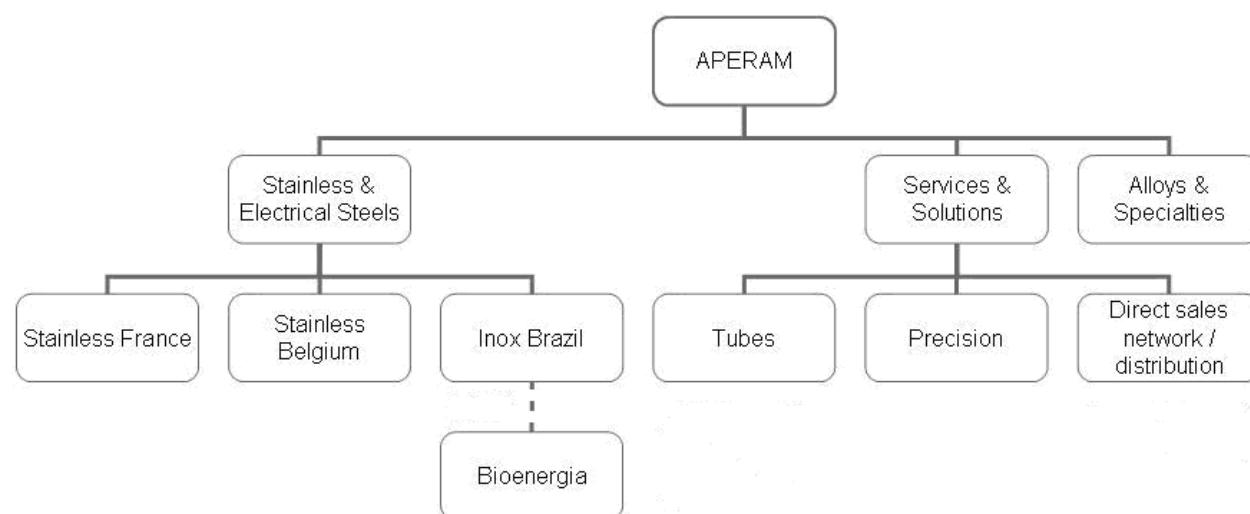 APERAM
Stainless &
Electrical Steels
Services &
Solutions
Alloys &
Specialties
Stainless France
Stainless
Belgium
Inox Brazil
Tubes
Precision
Direct sales
network /
distribution
Bioenergia